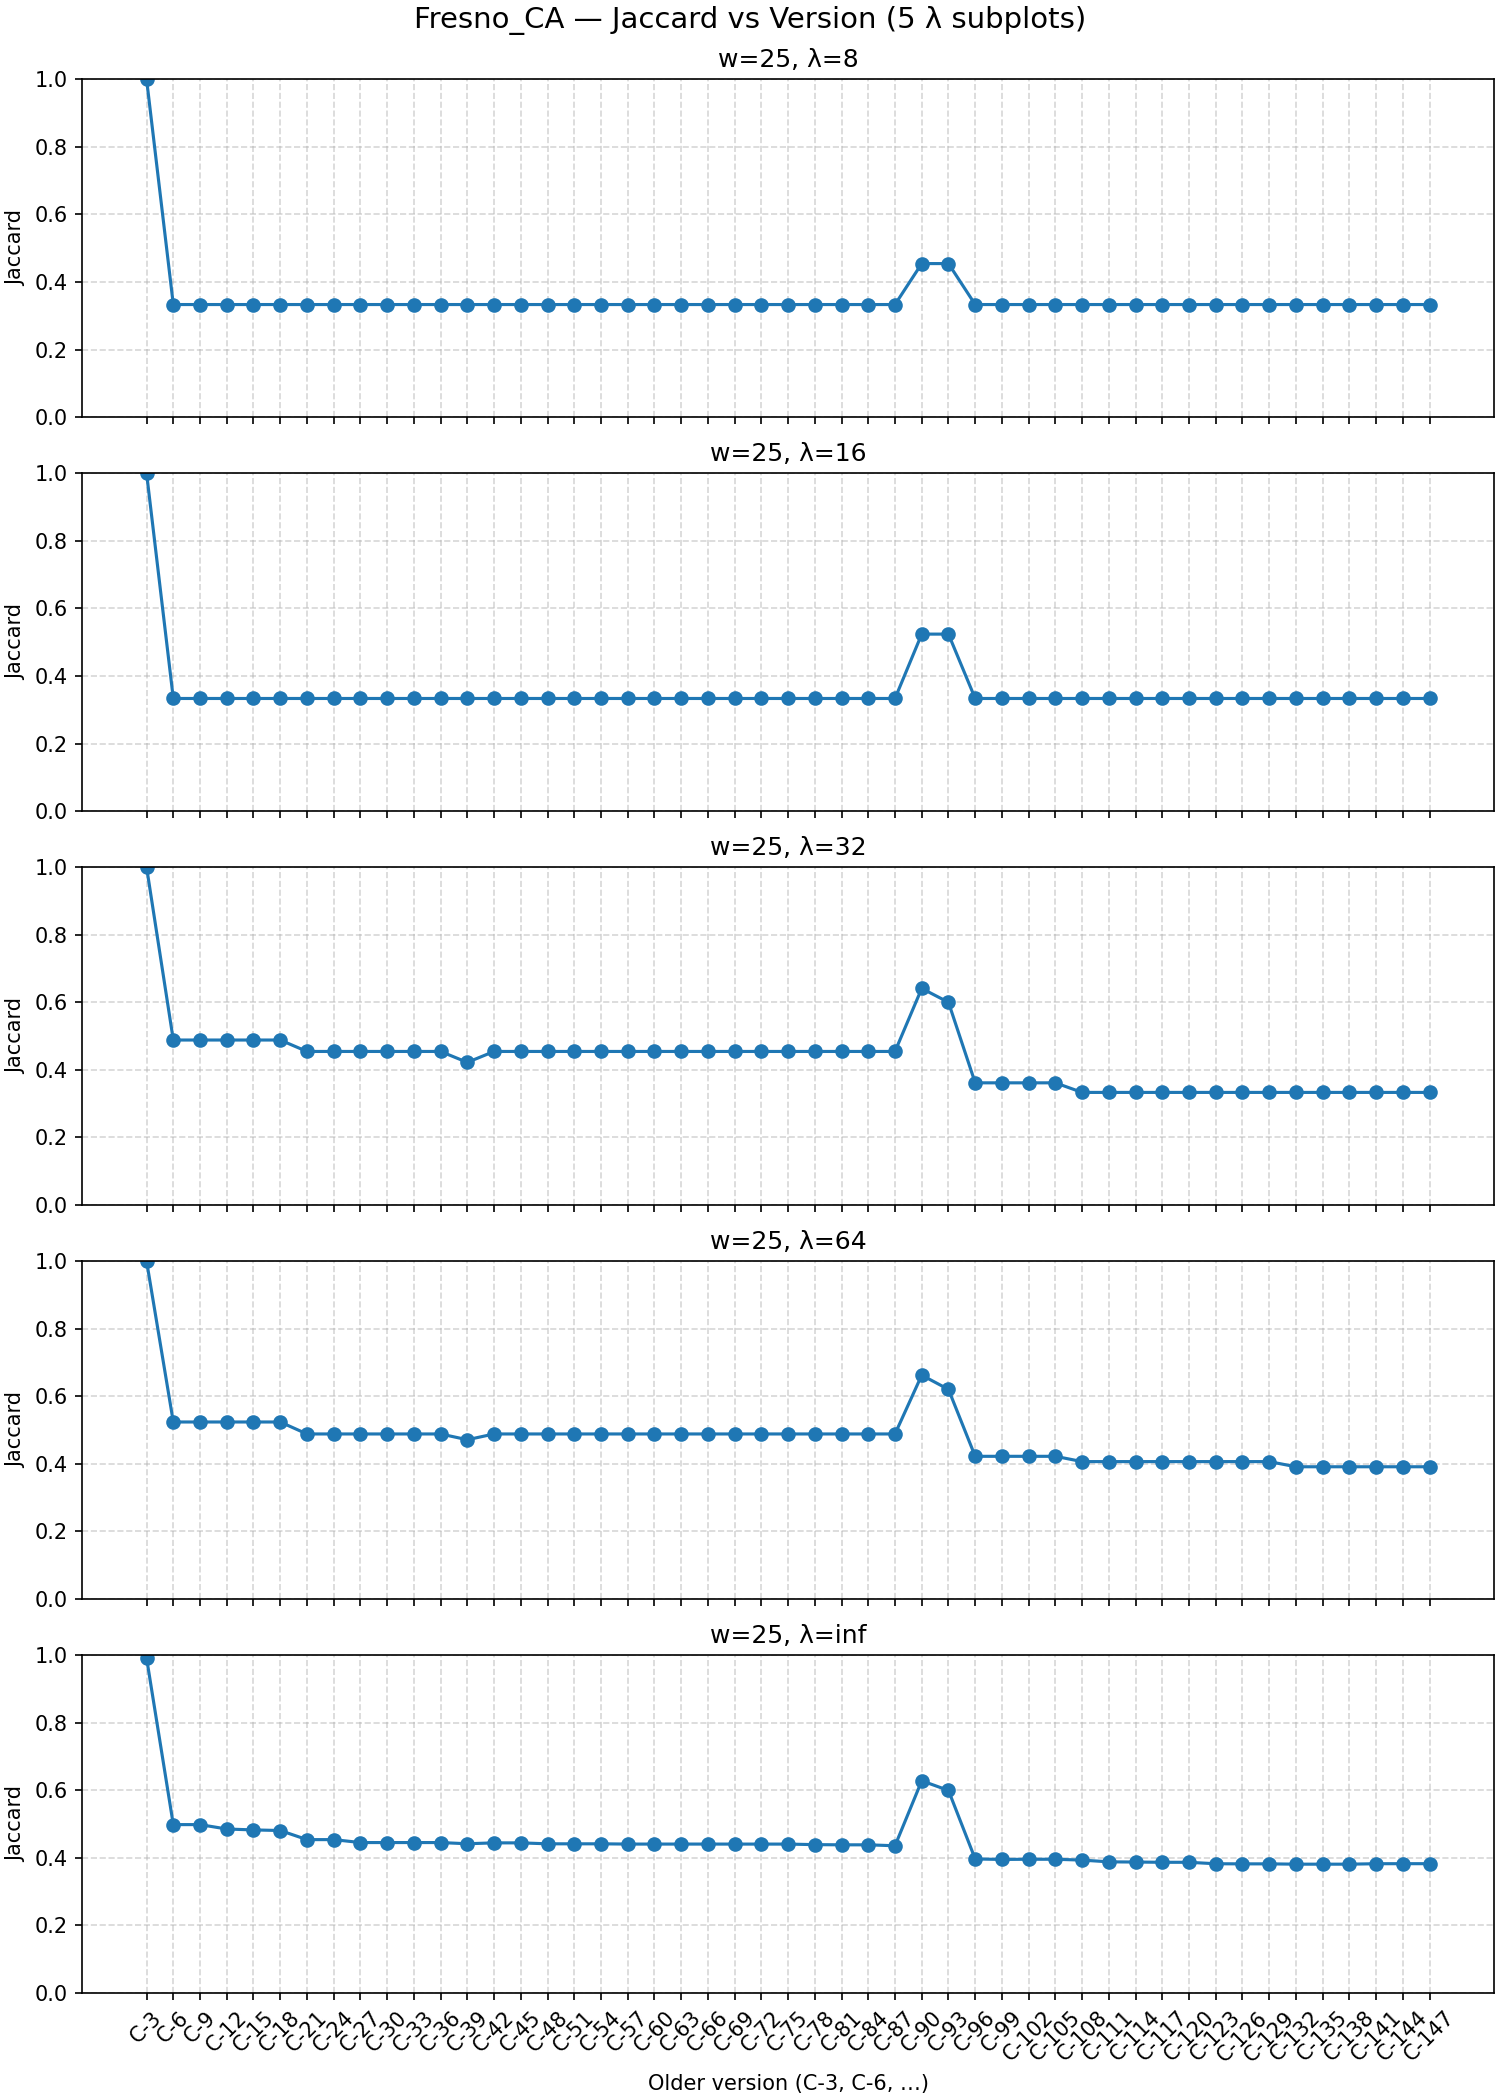 Fresno_CA — Jaccard vs Version (5 λ subplots)
w=25, λ=8
1.0
0.8
0.6
0.4
0.2
0.0
Jaccard
w=25, λ=16
1.0
0.8
0.6
0.4
0.2
0.0
Jaccard
w=25, λ=32
1.0
0.8
0.6
0.4
0.2
0.0
Jaccard
w=25, λ=64
1.0
0.8
0.6
0.4
0.2
0.0
Jaccard
w=25, λ=inf
1.0
0.8
0.6
0.4
0.2
0.0
Jaccard
C-3 C-6 C-9 C-12 C-15 C-18 C-21 C-24 C-27 C-30 C-33 C-36 C-39 C-42 C-45 C-48 C-51 C-54 C-57 C-60 C-63 C-66 C-69 C-72 C-75 C-78 C-81 C-84 C-87 C-90 C-93 C-96 C-99 C-102 C-105 C-108 C-111 C-114 C-117 C-120 C-123 C-126 C-129 C-132 C-135 C-138 C-141 C-144 C-147
Older version (C-3, C-6, ...)